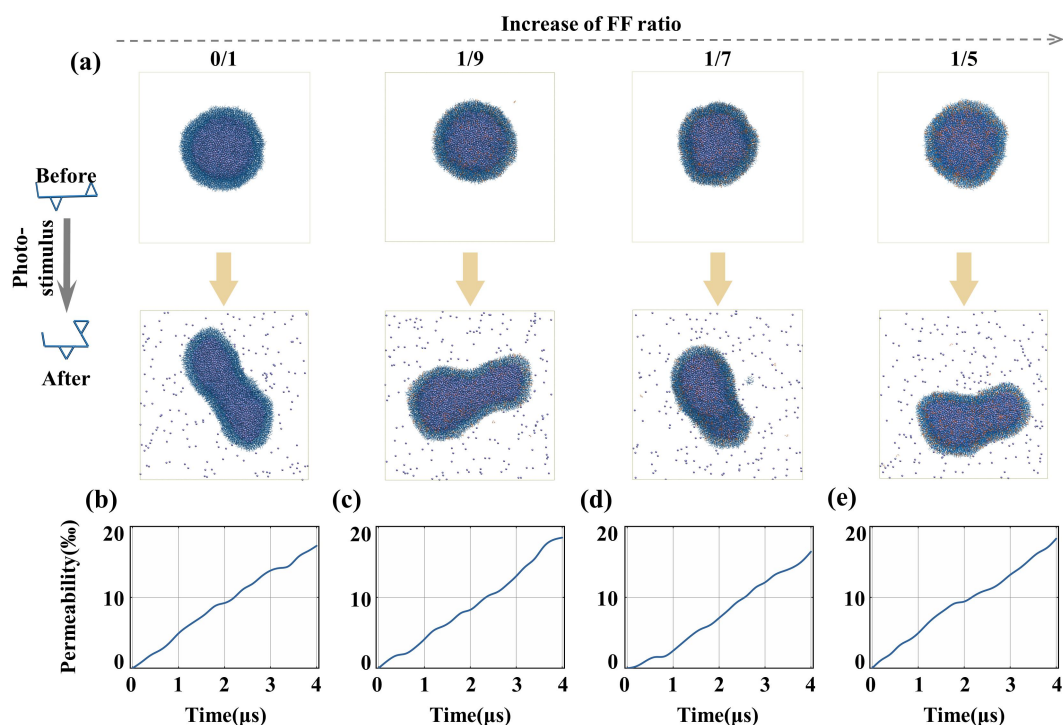 Increase of FF ratio
(a)
0/1
1/9
1/7
1/5
Before
Photo-
stimulus
After
(b)
(c)
(d)
(e)
Permeability(‰)
20
10
0
0 1 2 3 4
Time(μs)
20
10
0
0 1 2 3 4
Time(μs)
20
10
0
0 1 2 3 4
Time(μs)
20
10
0
0 1 2 3 4
Time(μs)